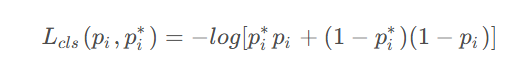 $L_{cls}(p_i, p_i^*) = -log[p_i^* p_i + (1 - p_i^*)(1 - p_i)]$